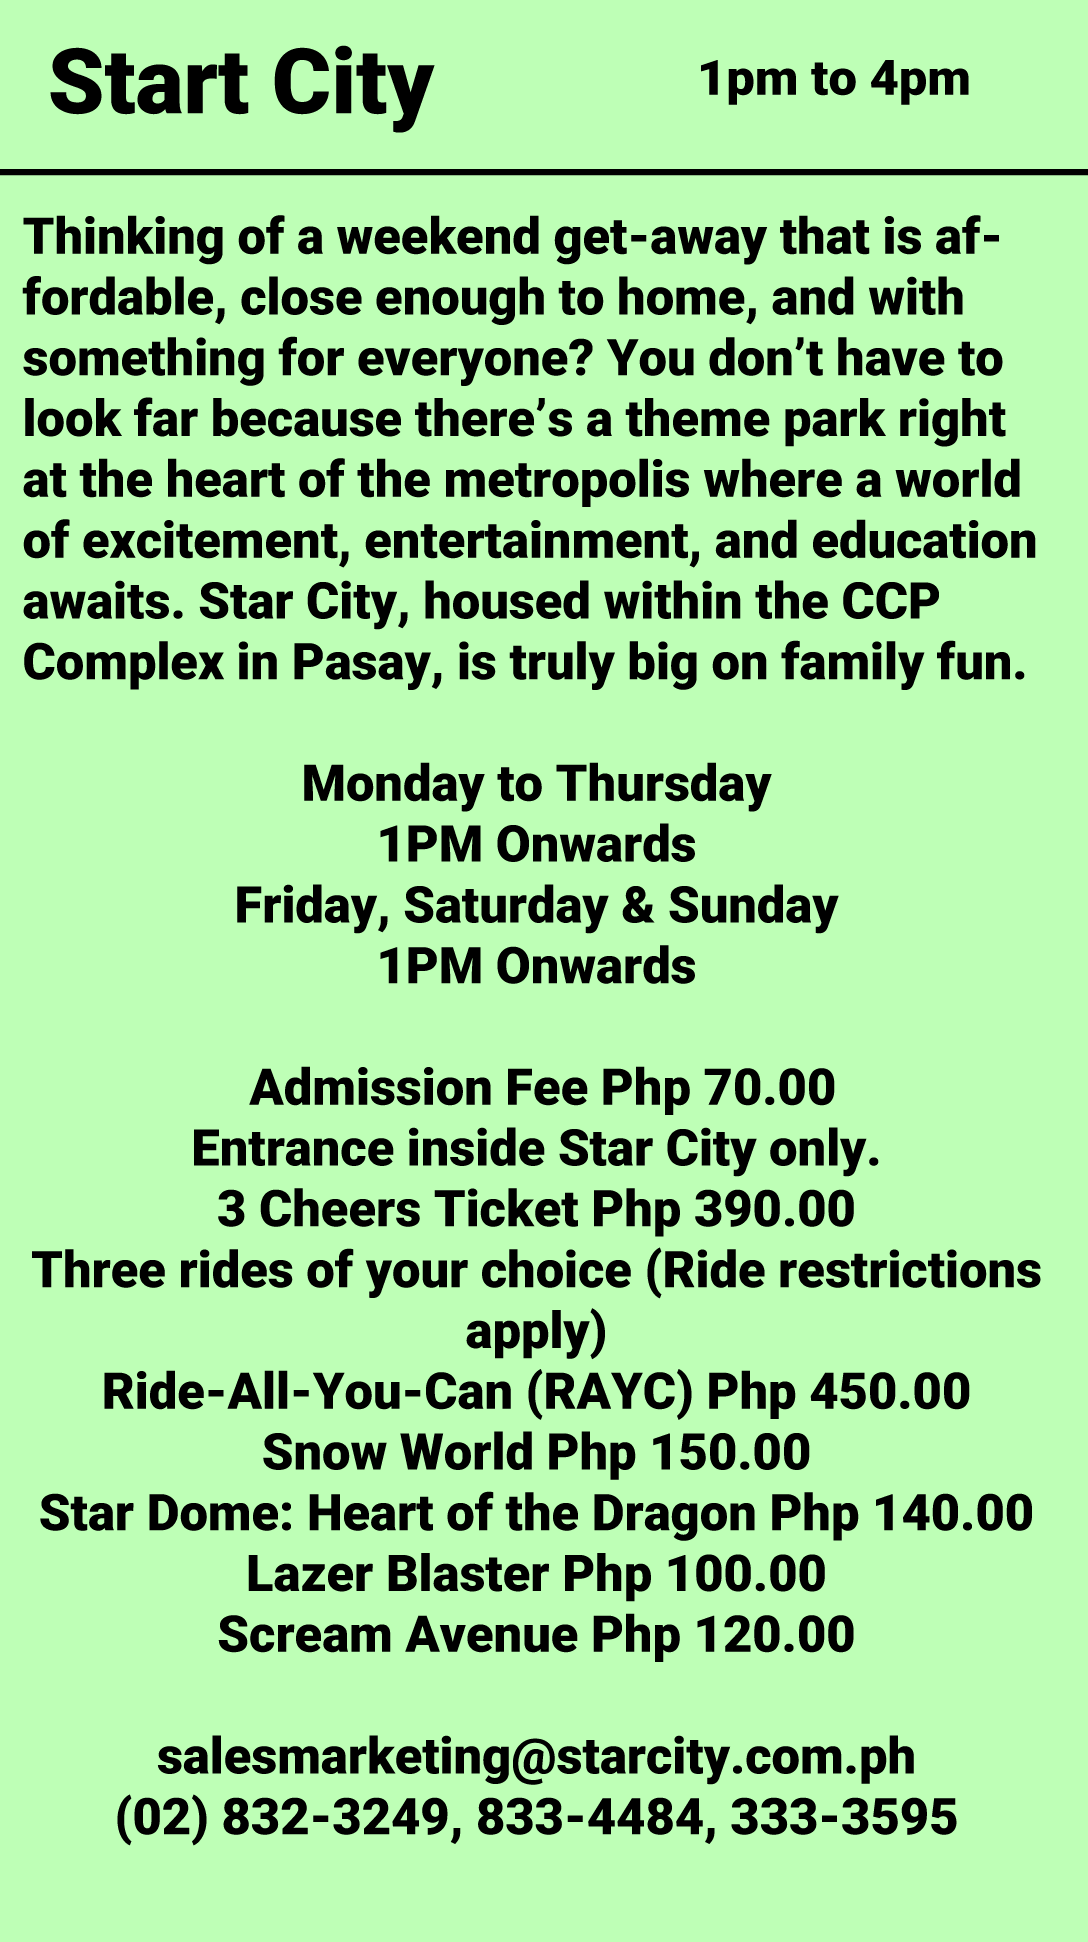 Start City
1pm to 4pm
Thinking of a weekend get-away that is af-
fordable, close enough to home, and with
something for everyone? You don’t have to
look far because there’s a theme park right
at the heart of the metropolis where a world
of excitement, entertainment, and education
awaits. Star City, housed within the CCP
Complex in Pasay, is truly big on family fun.
Monday to Thursday
1PM Onwards
Friday, Saturday & Sunday
1PM Onwards
Admission Fee Php 70.00
Entrance inside Star City only.
3 Cheers Ticket Php 390.00
Three rides of your choice (Ride restrictions
apply)
Ride-All-You-Can (RAYC) Php 450.00
Snow World Php 150.00
Star Dome: Heart of the Dragon Php 140.00
Lazer Blaster Php 100.00
Scream Avenue Php 120.00
salesmarketing@starcity.com.ph
(02) 832-3249, 833-4484, 333-3595